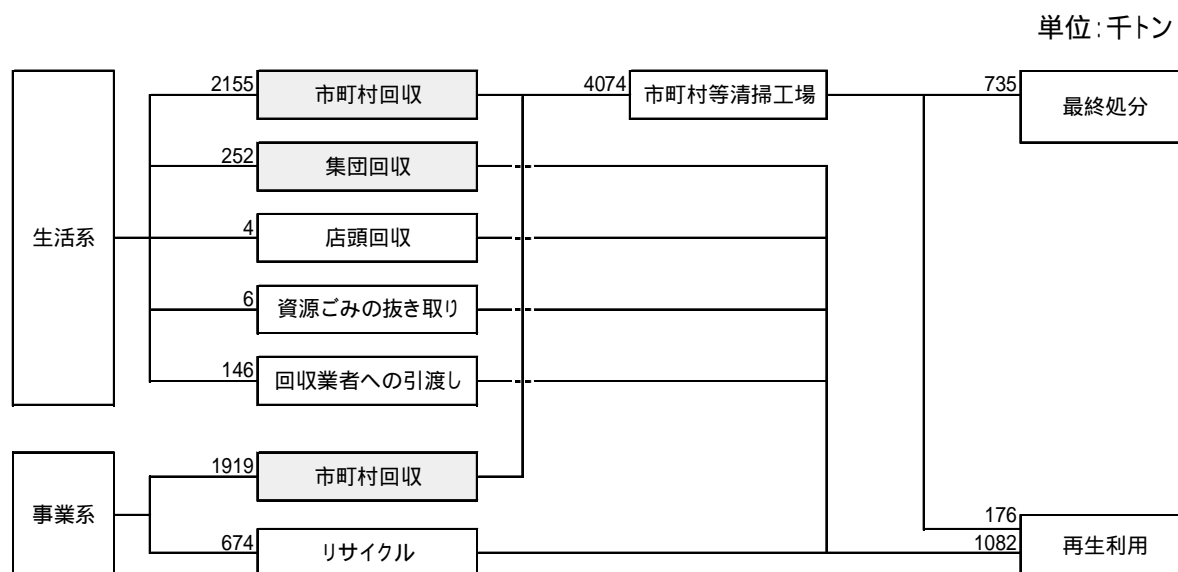 単位：千トン
2155
市町村回収
4074
市町村等清掃工場
735
最終処分
252
集団回収
生活系
4
店頭回収
6
資源ごみの抜き取り
146
回収業者への引渡し
1919
市町村回収
事業系
176
674
リサイクル
1082
再生利用